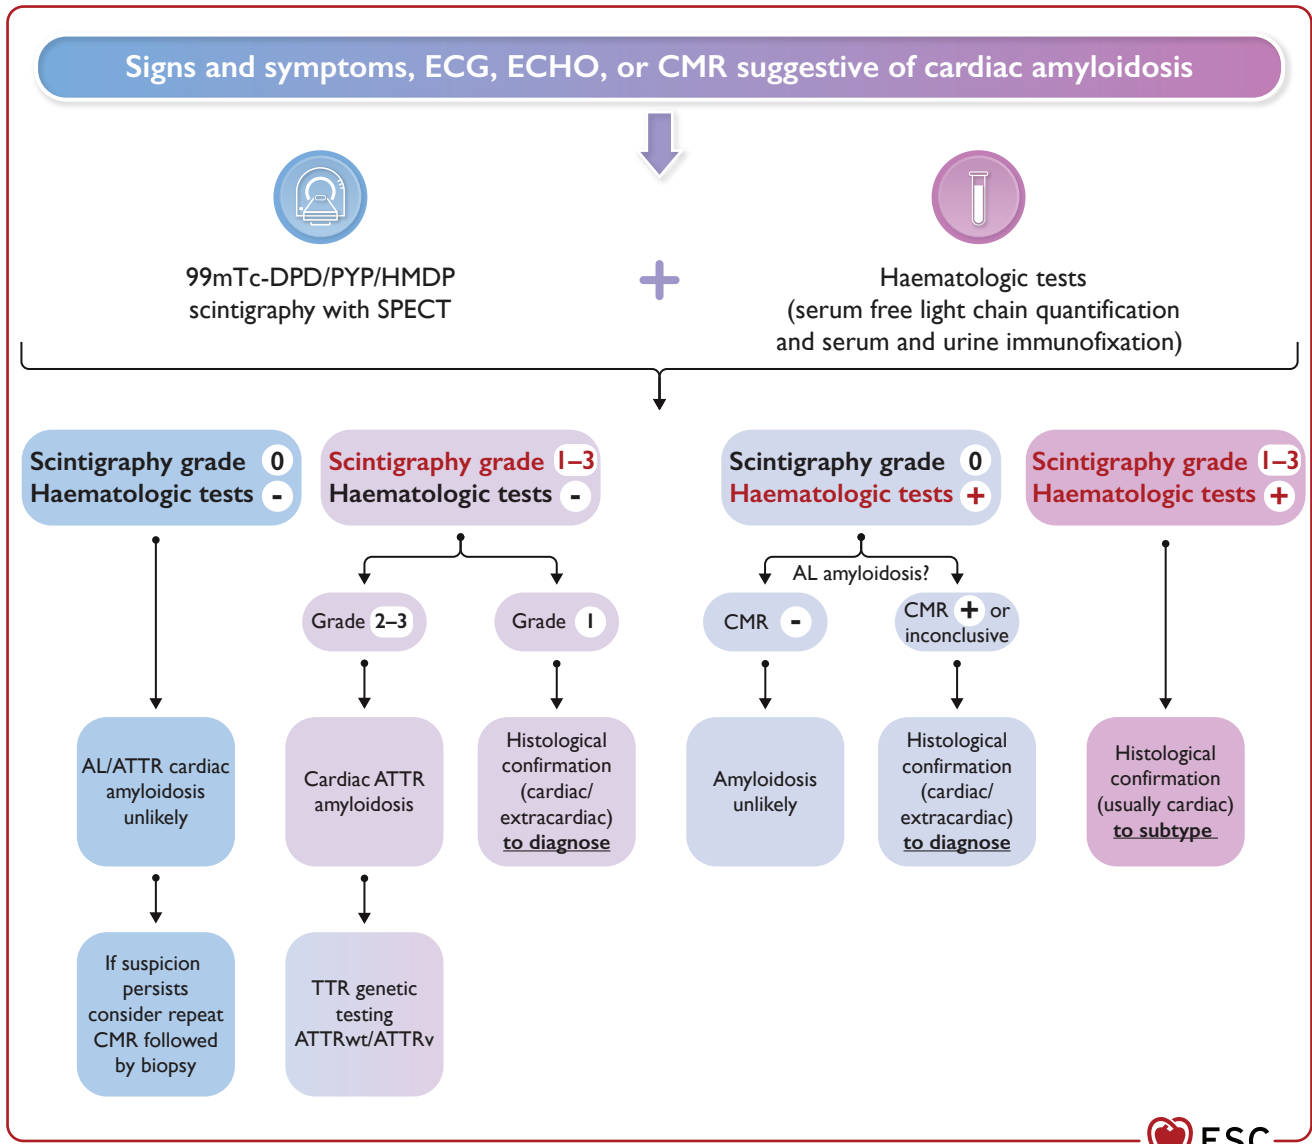 Signs and symptoms, ECG, ECHO, or CMR suggestive of cardiac amyloidosis
99mTc-DPD/PYP/HMDP
scintigraphy with SPECT
+
Haematologic tests
(serum free light chain quantification
and serum and urine immunofixation)
Scintigraphy grade 0
Haematologic tests -
Scintigraphy grade 1–3
Haematologic tests -
Scintigraphy grade 0
Haematologic tests +
Scintigraphy grade 1–3
Haematologic tests +
AL amyloidosis?
Grade 2–3
Grade 1
CMR -
CMR + or
inconclusive
AL/ATTR cardiac
amyloidosis
unlikely
Cardiac ATTR
amyloidosis
Histological
confirmation
(cardiac/
extracardiac)
to diagnose
Amyloidosis
unlikely
Histological
confirmation
(cardiac/
extracardiac)
to diagnose
Histological
confirmation
(usually cardiac)
to subtype
If suspicion
persists
consider repeat
CMR followed
by biopsy
TTR genetic
testing
ATTRwt/ATTRv
ESC